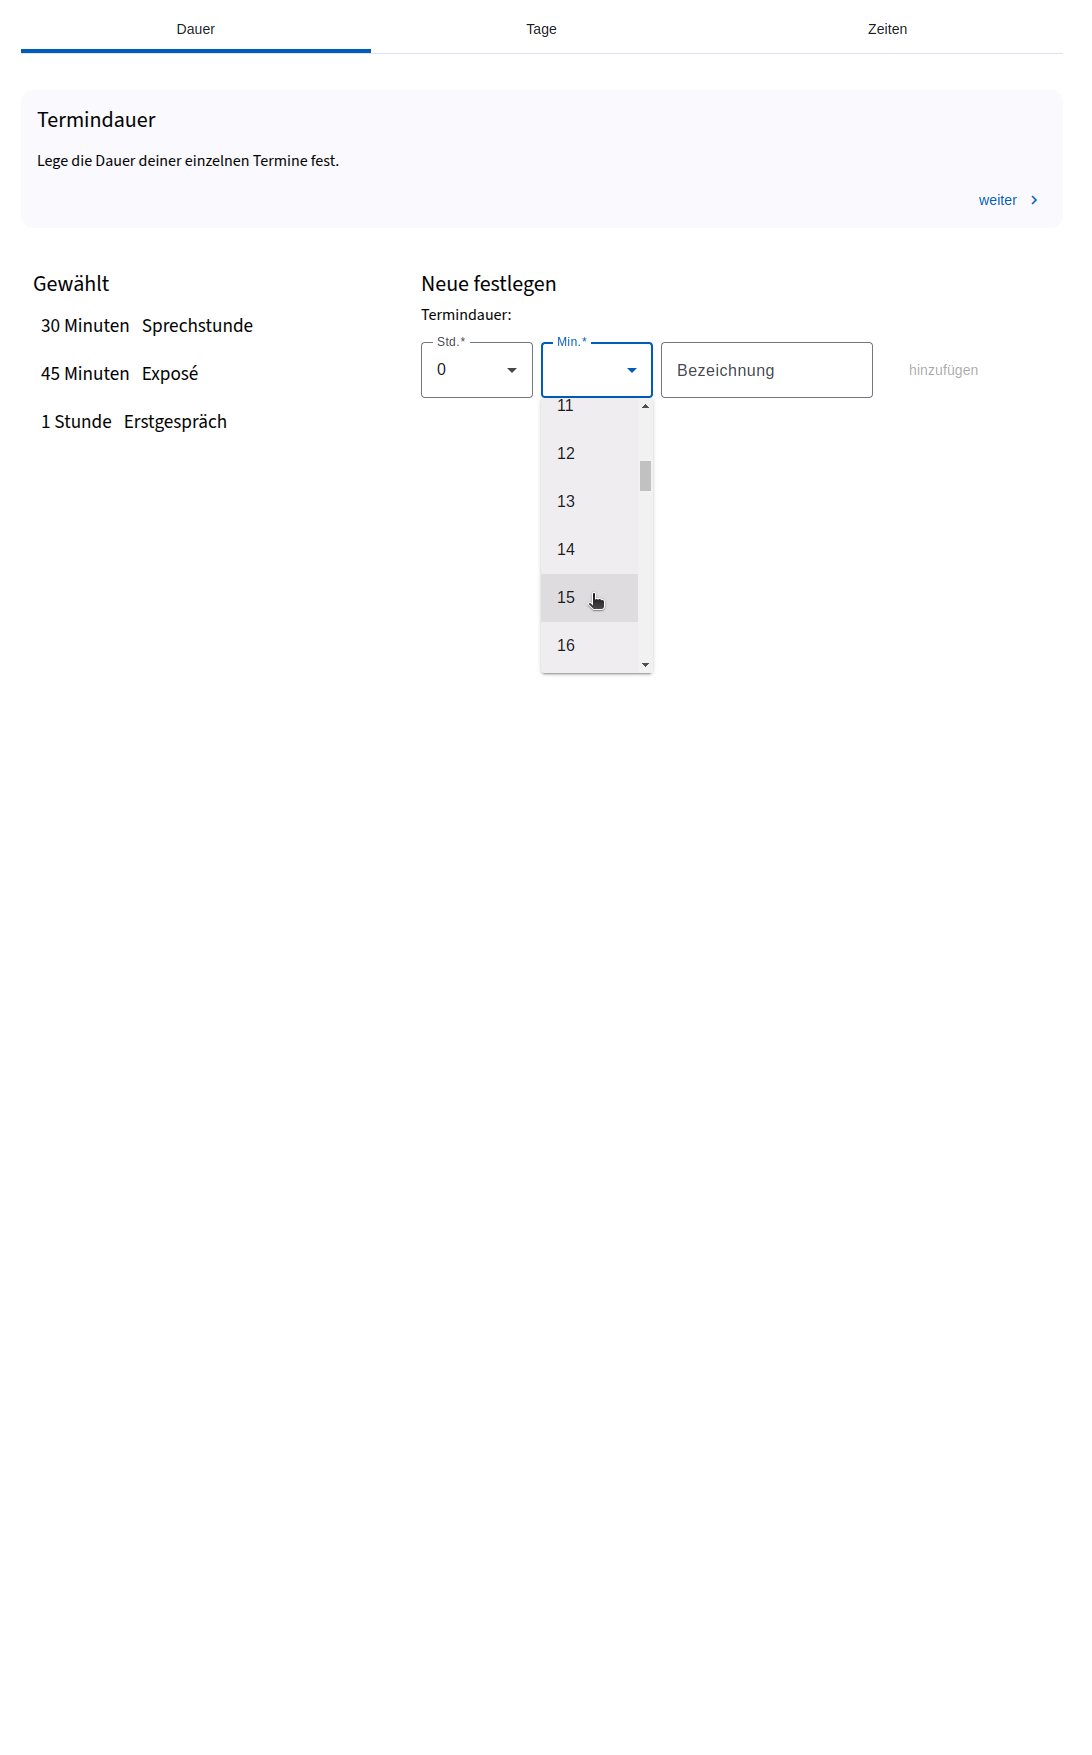 Dauer Tage Zeiten
Termindauer
Lege die Dauer deiner einzelnen Termine fest.
weiter
Gewählt
30 Minuten Sprechstunde
45 Minuten Exposé
1 Stunde Erstgespräch
Neue festlegen
Termindauer:
Std.* Min.*
0 Bezeichnung hinzufügen
11
12
13
14
15
16